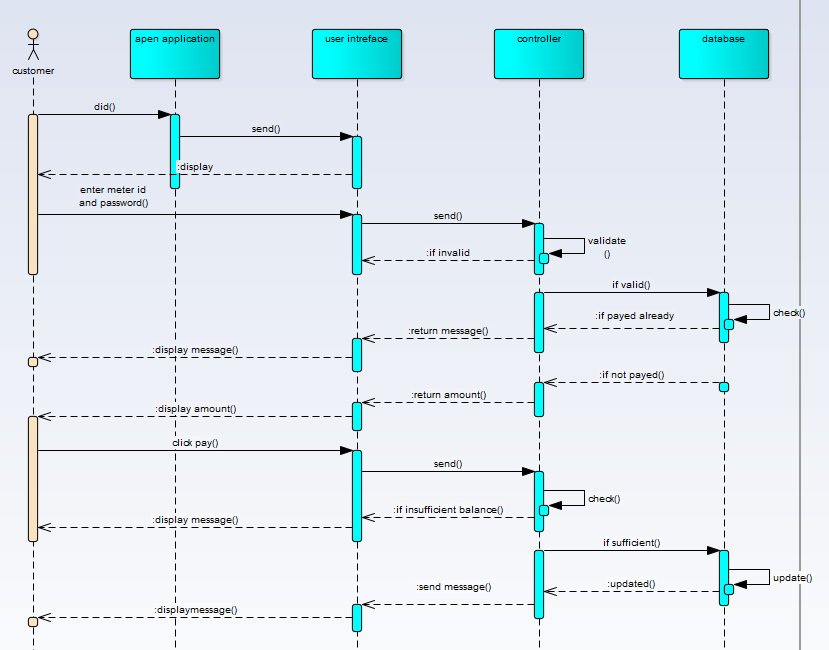 apen application
user intreface
controller
database
customer
did()
send()
:display
enter meter id
and password()
send()
validate
()
:if invalid
if valid()
check()
:if payed already
:return message()
:display message()
:if not payed()
:return amount()
:display amount()
click pay()
send()
check()
:if insufficient balance()
:display message()
if sufficient()
update()
:updated()
:send message()
:displaymessage()